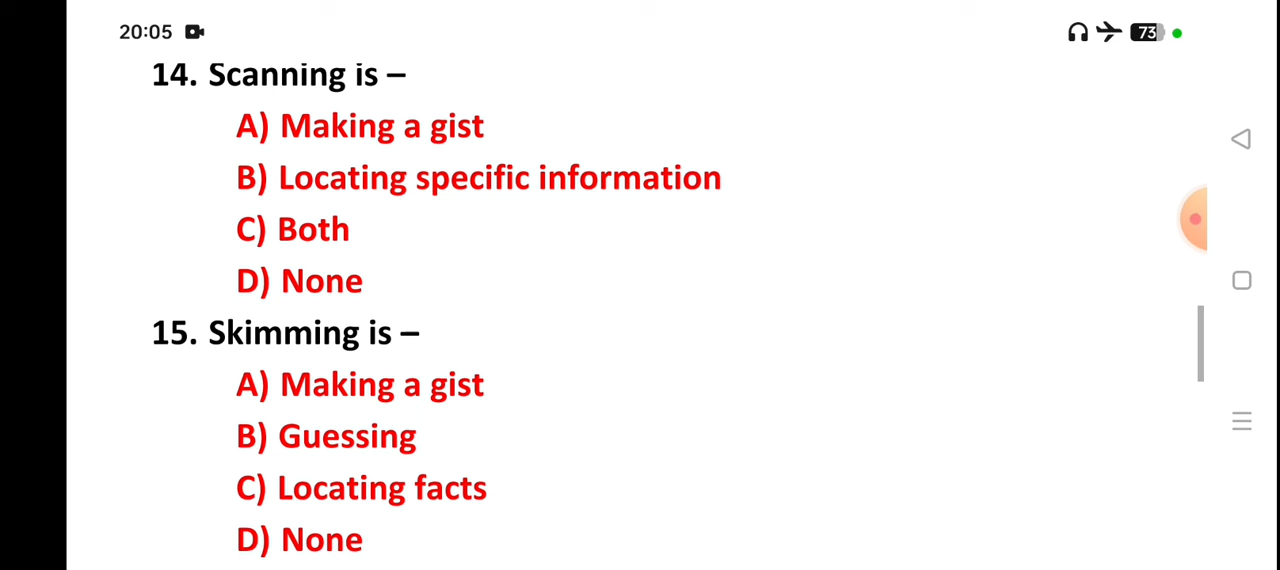 20:05 73
14. Scanning is –
A) Making a gist
B) Locating specific information
C) Both
D) None
15. Skimming is –
A) Making a gist
B) Guessing
C) Locating facts
D) None